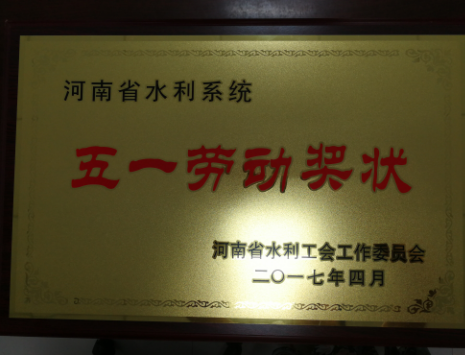 河南省水利系统
五一劳动奖状
河南省水利工会工作委员会
二〇一七年四月